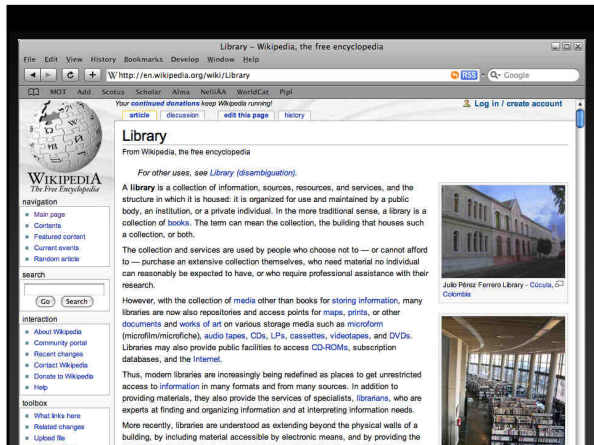 Library – Wikipedia, the free encyclopedia
File Edit View History Bookmarks Develop Window Help
W http://en.wikipedia.org/wiki/Library
RSS
Google
MOT Add Scotus Scholar Alma NelliAA WorldCat Pipl
Your continued donations keep Wikipedia running!
Log in / create account
article discussion edit this page history
Library
From Wikipedia, the free encyclopedia
For other uses, see Library (disambiguation).
A library is a collection of information, sources, resources, and services, and the
structure in which it is housed: it is organized for use and maintained by a public
body, an institution, or a private individual. In the more traditional sense, a library is a
collection of books. The term can mean the collection, the building that houses such
a collection, or both.
The collection and services are used by people who choose not to — or cannot afford
to — purchase an extensive collection themselves, who need material no individual
can reasonably be expected to have, or who require professional assistance with their
research.
However, with the collection of media other than books for storing information, many
libraries are now also repositories and access points for maps, prints, or other
documents and works of art on various storage media such as microform
(microfilm/microfiche), audio tapes, CDs, LPs, cassettes, videotapes, and DVDs.
Libraries may also provide public facilities to access CD-ROMs, subscription
databases, and the Internet.
Thus, modern libraries are increasingly being redefined as places to get unrestricted
access to information in many formats and from many sources. In addition to
providing materials, they also provide the services of specialists, librarians, who are
experts at finding and organizing information and at interpreting information needs.
More recently, libraries are understood as extending beyond the physical walls of a
building, by including material accessible by electronic means, and by providing the
Julio Pérez Ferrero Library - Cúcuta,
Colombia
WIKIPEDIA
The Free Encyclopedia
navigation
Main page
Contents
Featured content
Current events
Random article
search
Go Search
interaction
About Wikipedia
Community portal
Recent changes
Contact Wikipedia
Donate to Wikipedia
Help
toolbox
What links here
Related changes
Upload file